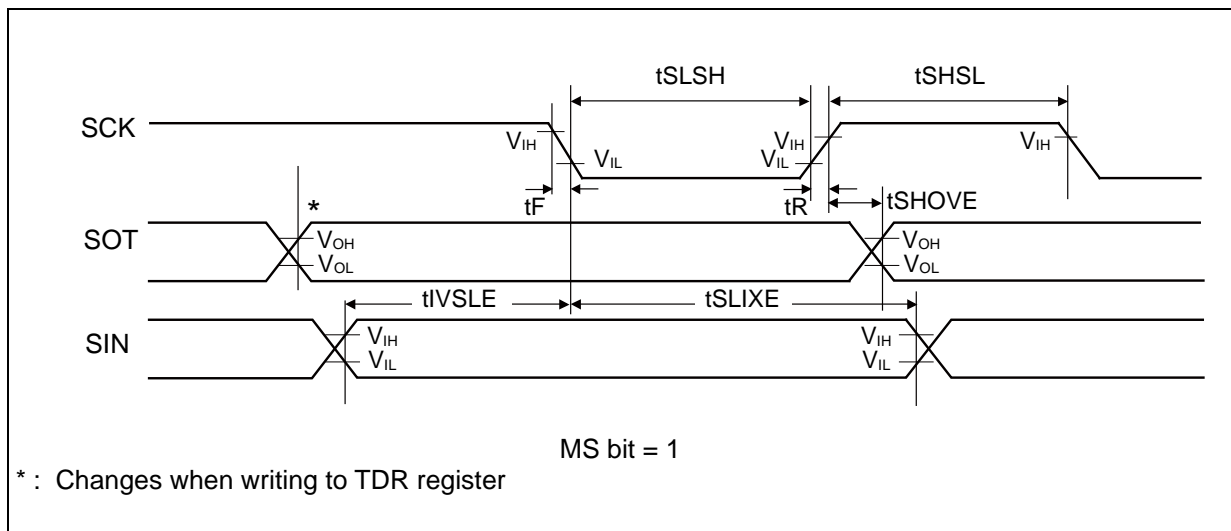 tSLSH
tSHSL
SCK
VIH
VIL
VIH
VIL
VIH
tF
tR
tSHOVE
*
SOT
VOH
VOL
VOH
VOL
tIVSLE
tSLIXE
SIN
VIH
VIL
VIH
VIL
MS bit = 1
* : Changes when writing to TDR register